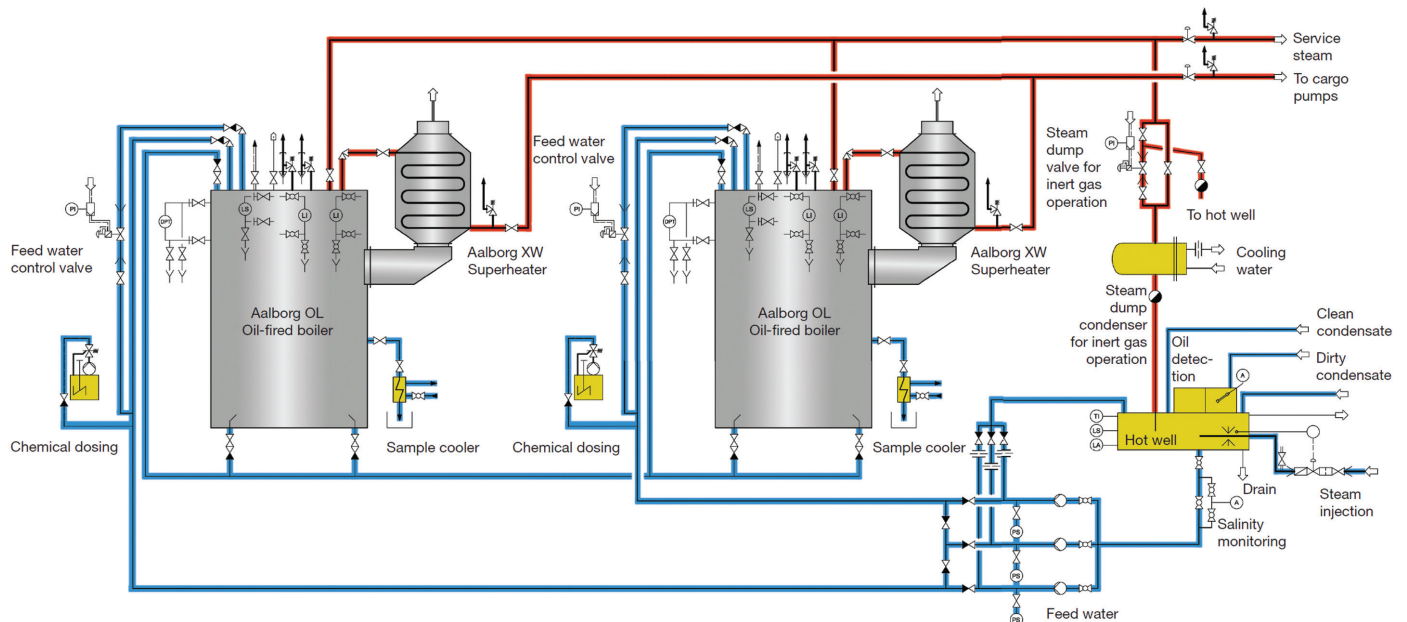 Service
steam
To cargo
pumps
Feed water
control valve
Steam
dump
valve for
inert gas
operation
PI
To hot well
Cooling
water
LS
LI
LI
DPT
PI
Feed water
control valve
Aalborg XW
Superheater
Aalborg OL
Oil-fired boiler
LS
LI
LI
DPT
PI
Aalborg XW
Superheater
Aalborg OL
Oil-fired boiler
Steam
dump
condenser
for inert gas
operation
Oil
detec-
tion
A
Clean
condensate
Dirty
condensate
Chemical dosing
Sample cooler
Chemical dosing
Sample cooler
TI
LS
LA
Hot well
Drain
Steam
injection
A
Salinity
monitoring
PS
PS
PS
Feed water